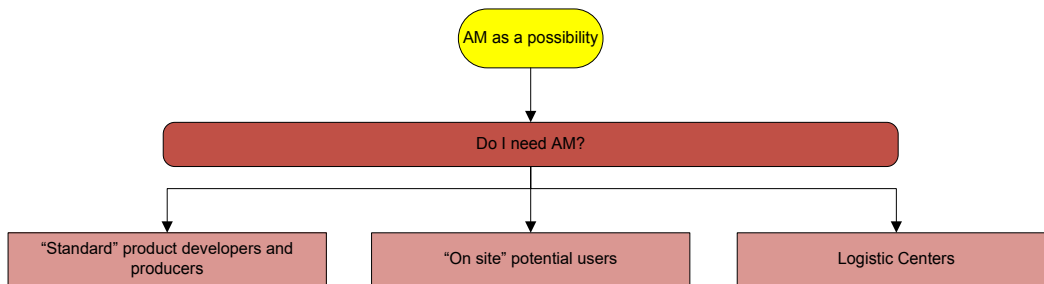 AM as a possibility
Do I need AM?
“Standard” product developers and
producers
“On site” potential users
Logistic Centers